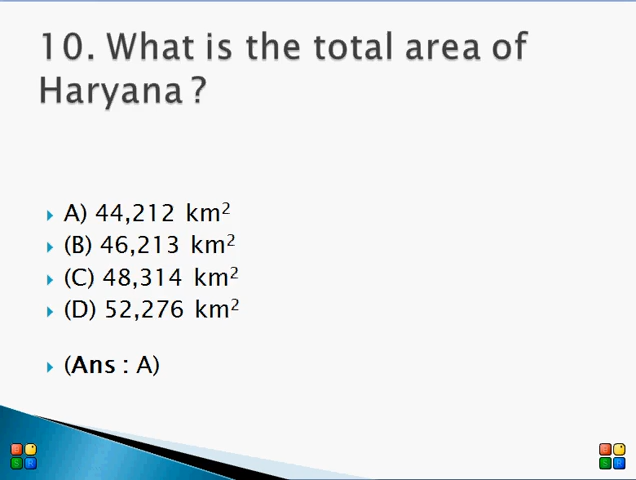 10. What is the total area of
Haryana ?
A) 44,212 km²
(B) 46,213 km²
(C) 48,314 km²
(D) 52,276 km²
(Ans : A)